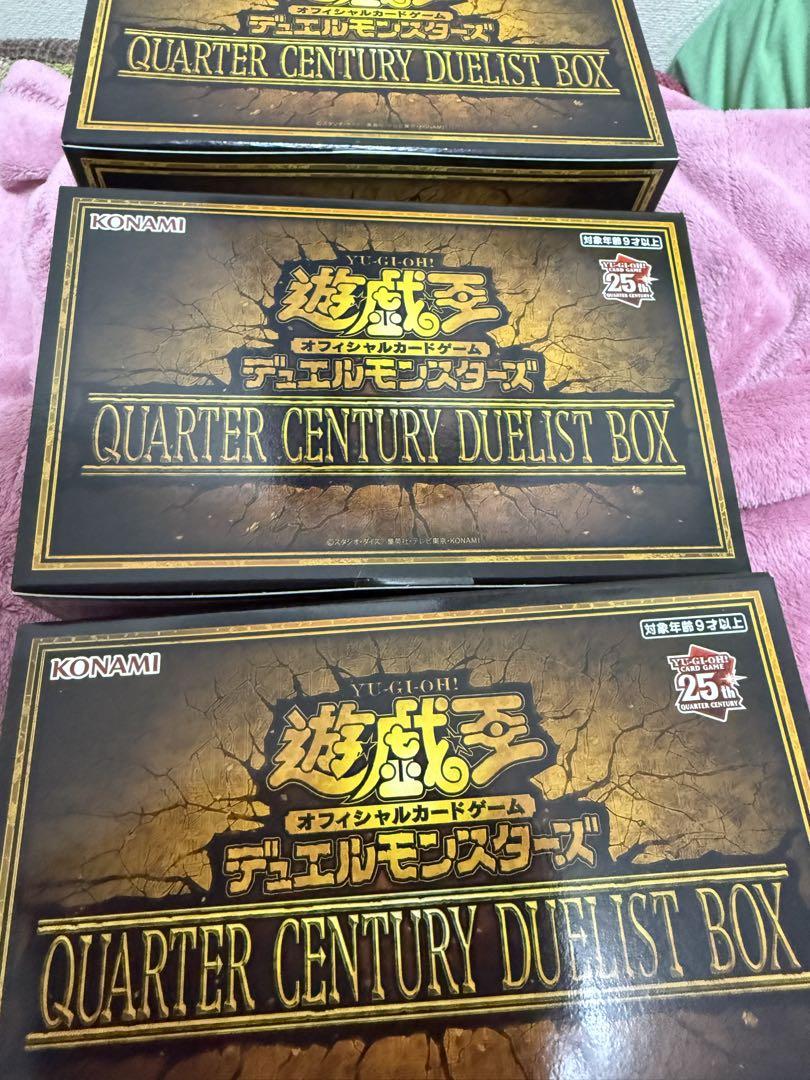 オフィシャルカードゲーム
デュエルモンスターズ
QUARTER CENTURY DUELIST BOX
KONAMI
対象年齢9才以上
YU-GI-OH!
CARD GAME
25th
QUARTER CENTURY
YU-GI-OH!
遊戯王
オフィシャルカードゲーム
デュエルモンスターズ
QUARTER CENTURY DUELIST BOX
©スタジオ・ダイス/集英社・テレビ東京・KONAMI
KONAMI
対象年齢9才以上
YU-GI-OH!
CARD GAME
25th
QUARTER CENTURY
YU-GI-OH!
遊戯王
オフィシャルカードゲーム
デュエルモンスターズ
QUARTER CENTURY DUELIST BOX